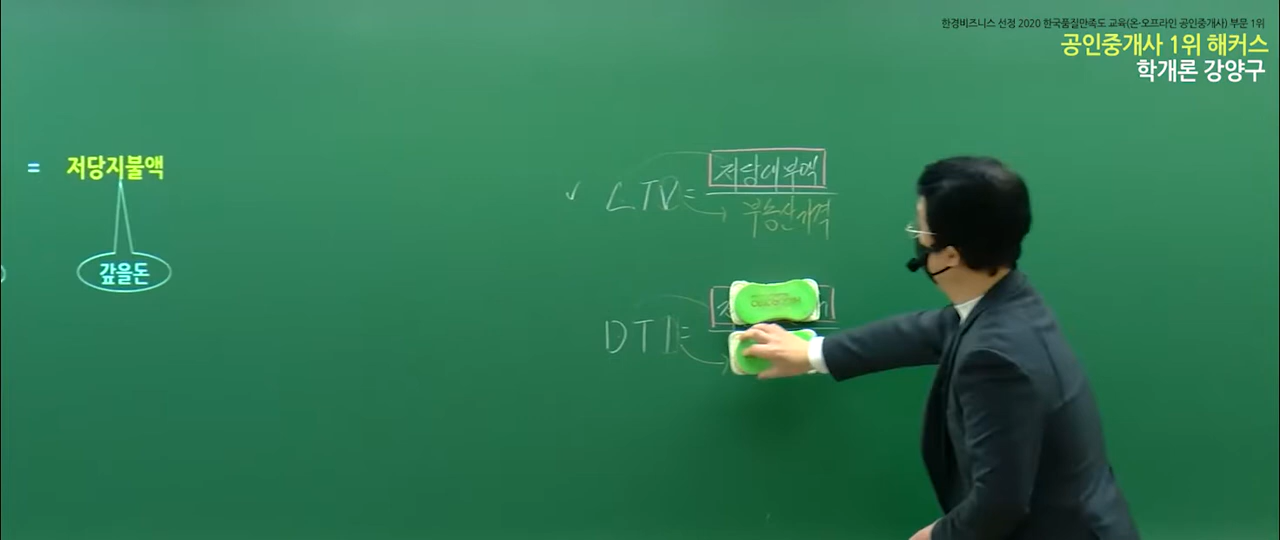 한경비즈니스 선정 2020 한국품질만족도 교육(온·오프라인 공인중개사) 부문 1위
공인중개사 1위 해커스
학개론 강양구
= 저당지불액
갚을돈
✓ LTV = 저당대부액
부동산가격
DTI =